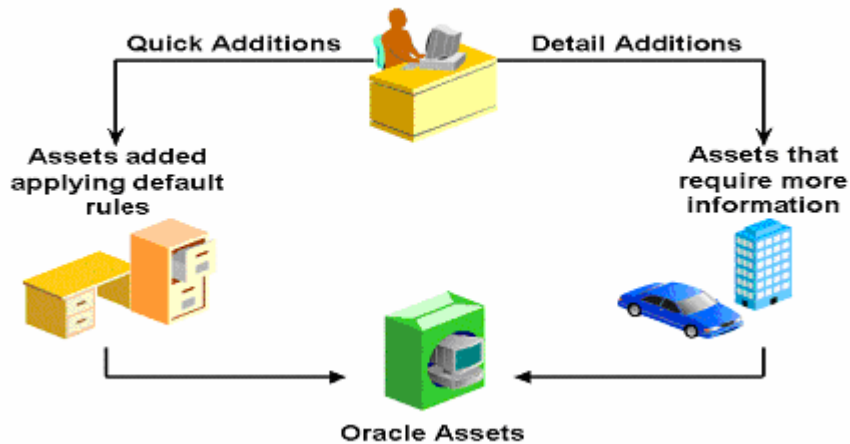 Quick Additions
Detail Additions
Assets added
applying default
rules
Assets that
require more
information
Oracle Assets